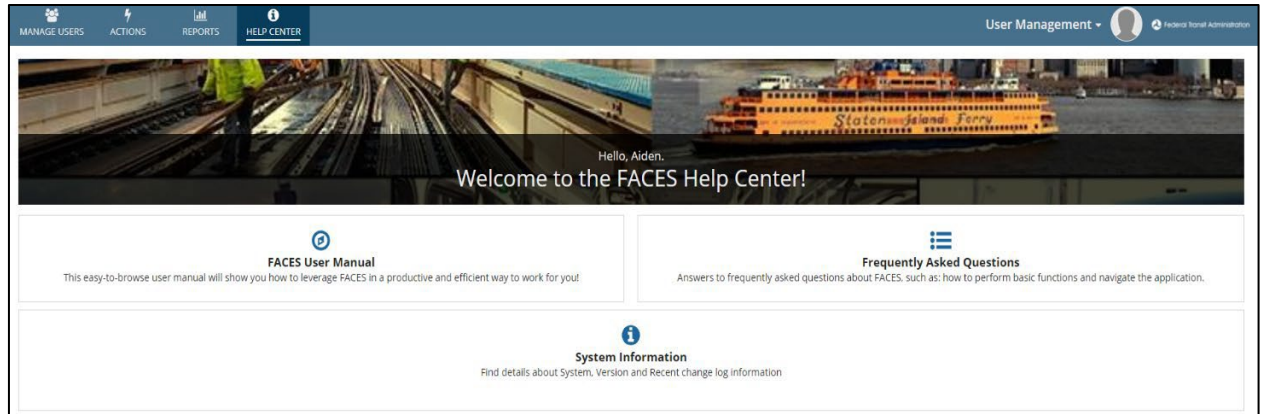 MANAGE USERS
ACTIONS
REPORTS
HELP CENTER
User Management
Federal Transit Administration
Staten Island Ferry
Hello, Aiden.
Welcome to the FACES Help Center!
FACES User Manual
This easy-to-browse user manual will show you how to leverage FACES in a productive and efficient way to work for you!
Frequently Asked Questions
Answers to frequently asked questions about FACES, such as: how to perform basic functions and navigate the application.
System Information
Find details about System, Version and Recent change log information